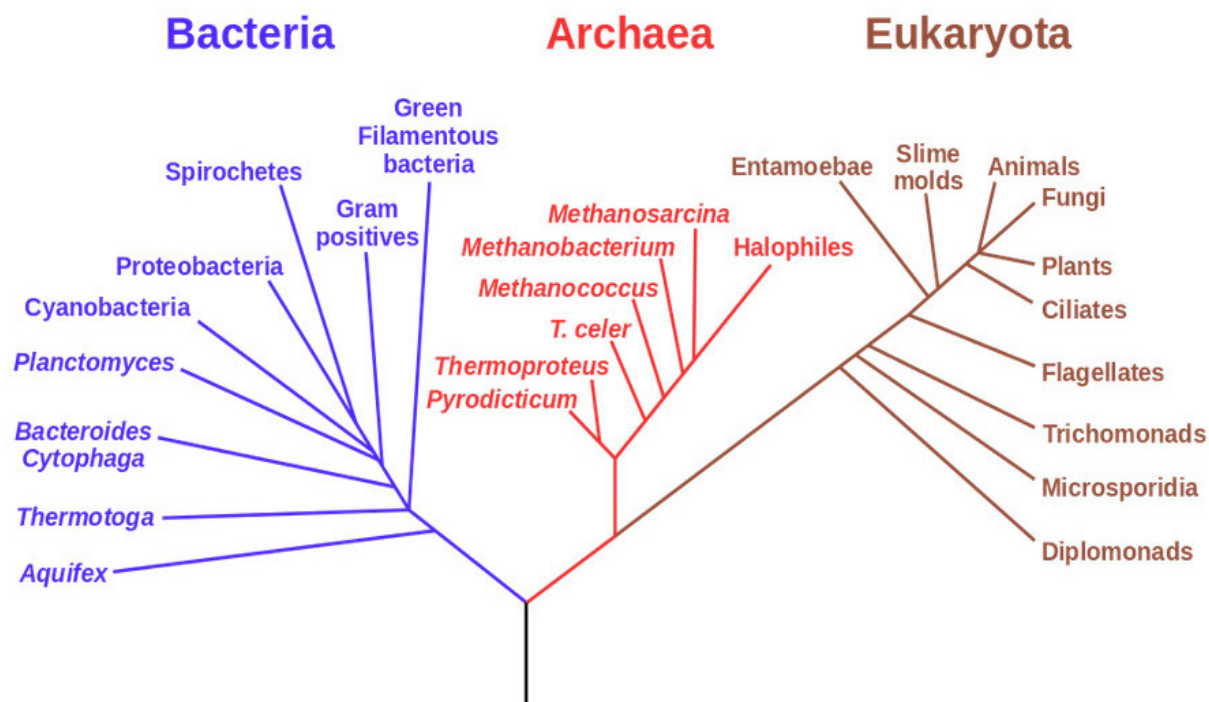 Bacteria
Archaea
Eukaryota
Green
Filamentous
bacteria
Spirochetes
Gram
positives
Proteobacteria
Cyanobacteria
Planctomyces
Bacteroides
Cytophaga
Thermotoga
Aquifex
Methanosarcina
Methanobacterium
Halophiles
Methanococcus
T. celer
Thermoproteus
Pyrodicticum
Entamoebae
Slime
molds
Animals
Fungi
Plants
Ciliates
Flagellates
Trichomonads
Microsporidia
Diplomonads